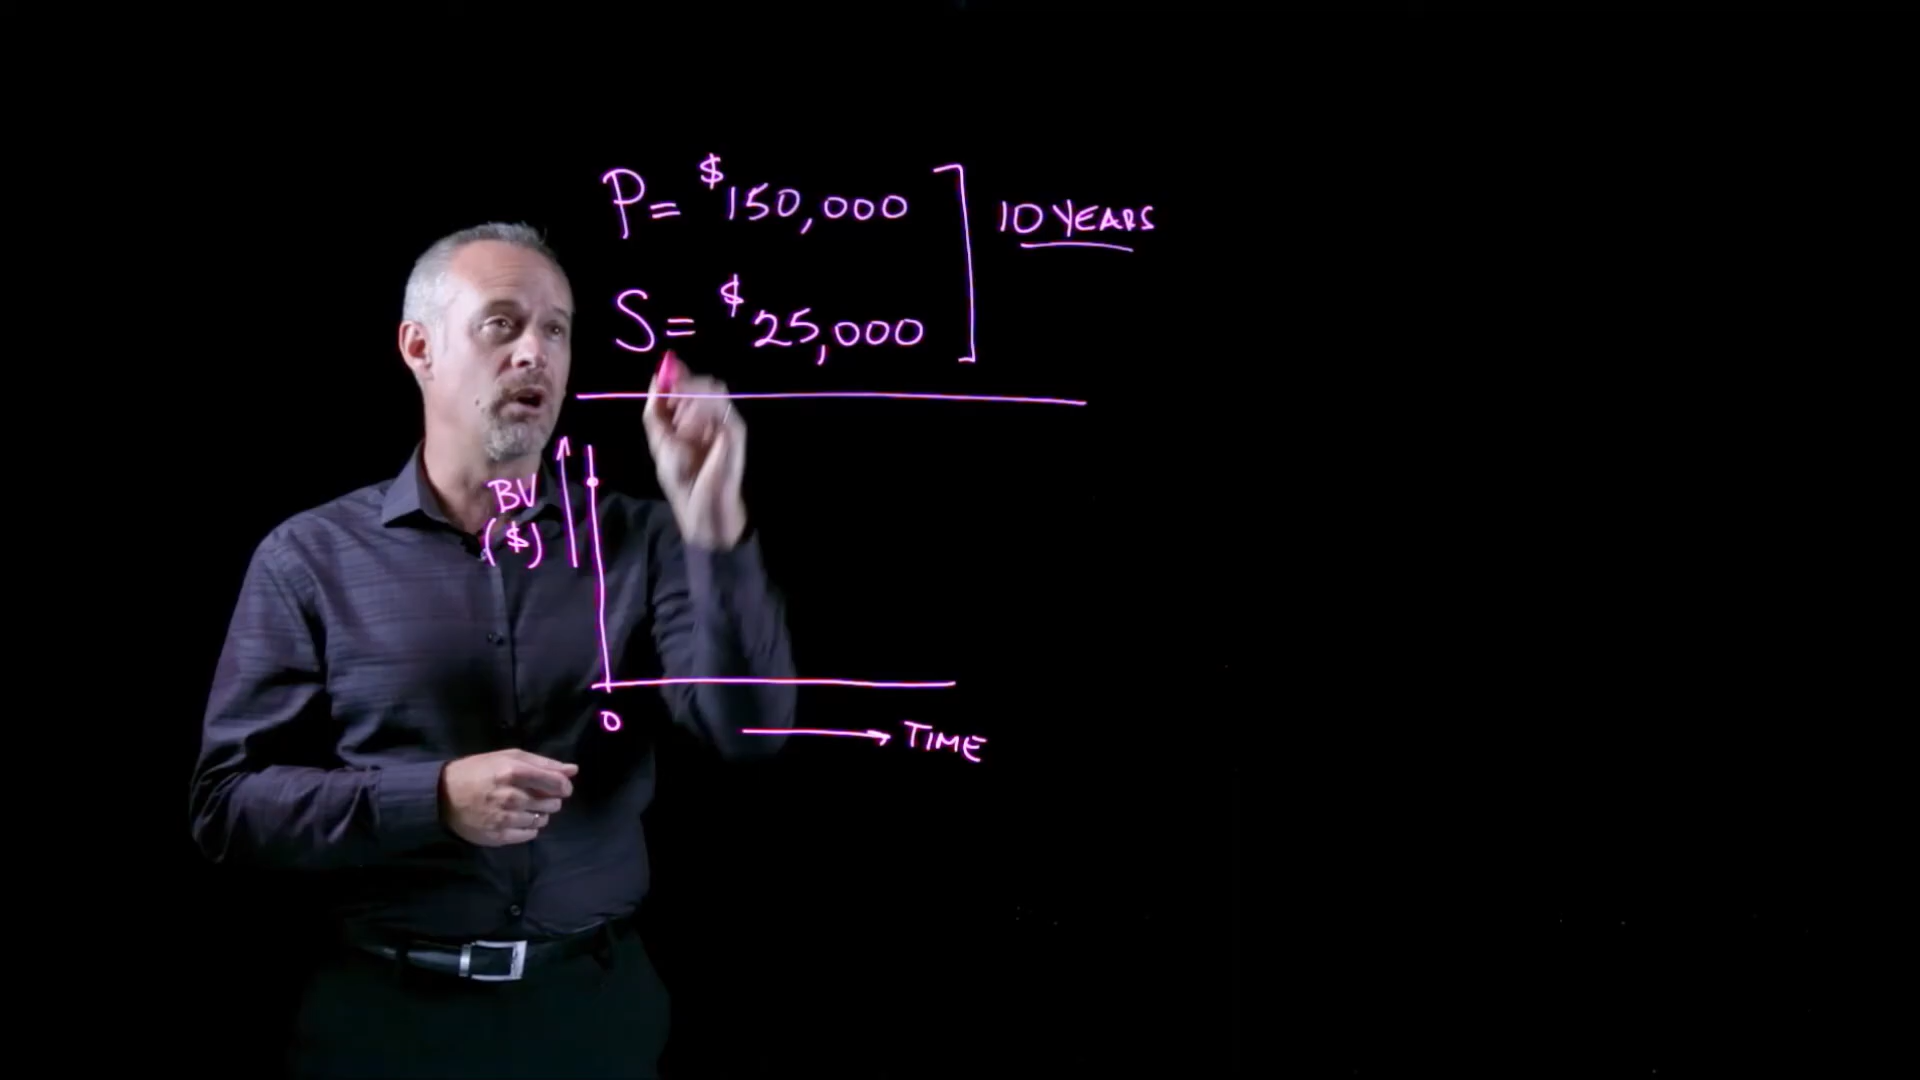 P = $150,000
10 YEARS
S = $25,000
BV
($)
0
TIME